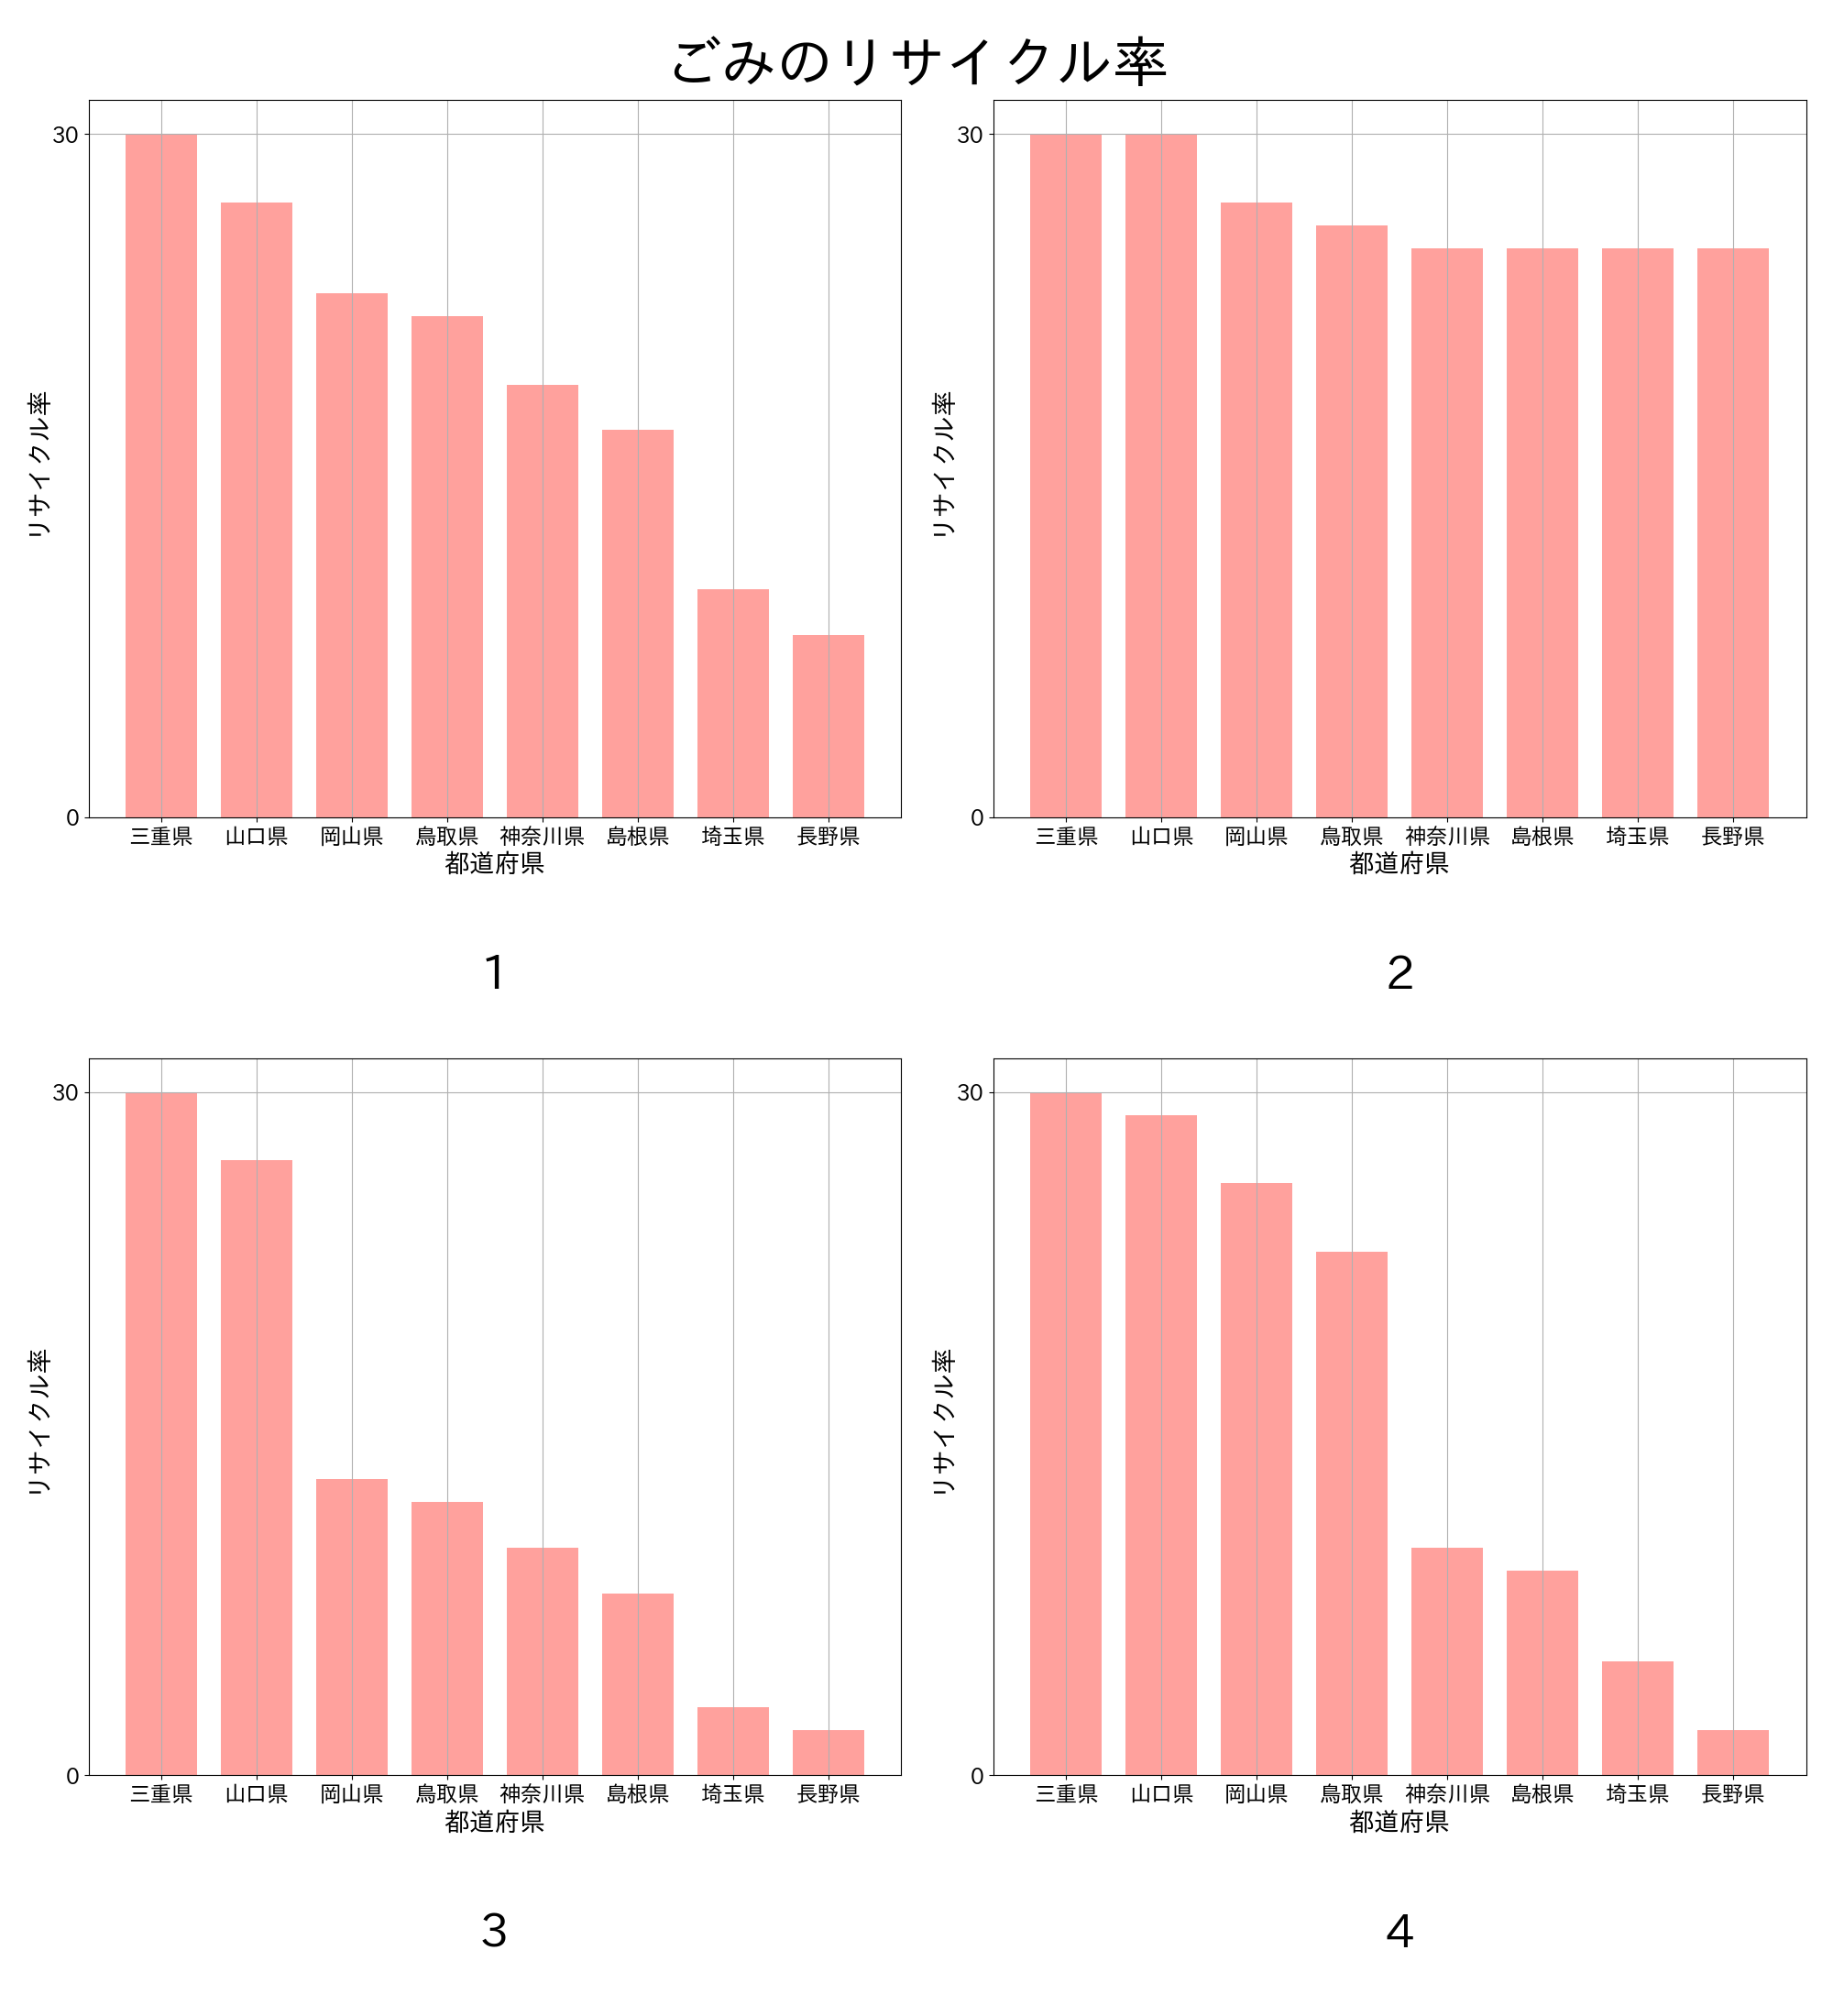 ごみのリサイクル率
30
0
リサイクル率
三重県 山口県 岡山県 鳥取県 神奈川県 島根県 埼玉県 長野県
都道府県
1
30
0
リサイクル率
三重県 山口県 岡山県 鳥取県 神奈川県 島根県 埼玉県 長野県
都道府県
2
30
0
リサイクル率
三重県 山口県 岡山県 鳥取県 神奈川県 島根県 埼玉県 長野県
都道府県
3
30
0
リサイクル率
三重県 山口県 岡山県 鳥取県 神奈川県 島根県 埼玉県 長野県
都道府県
4